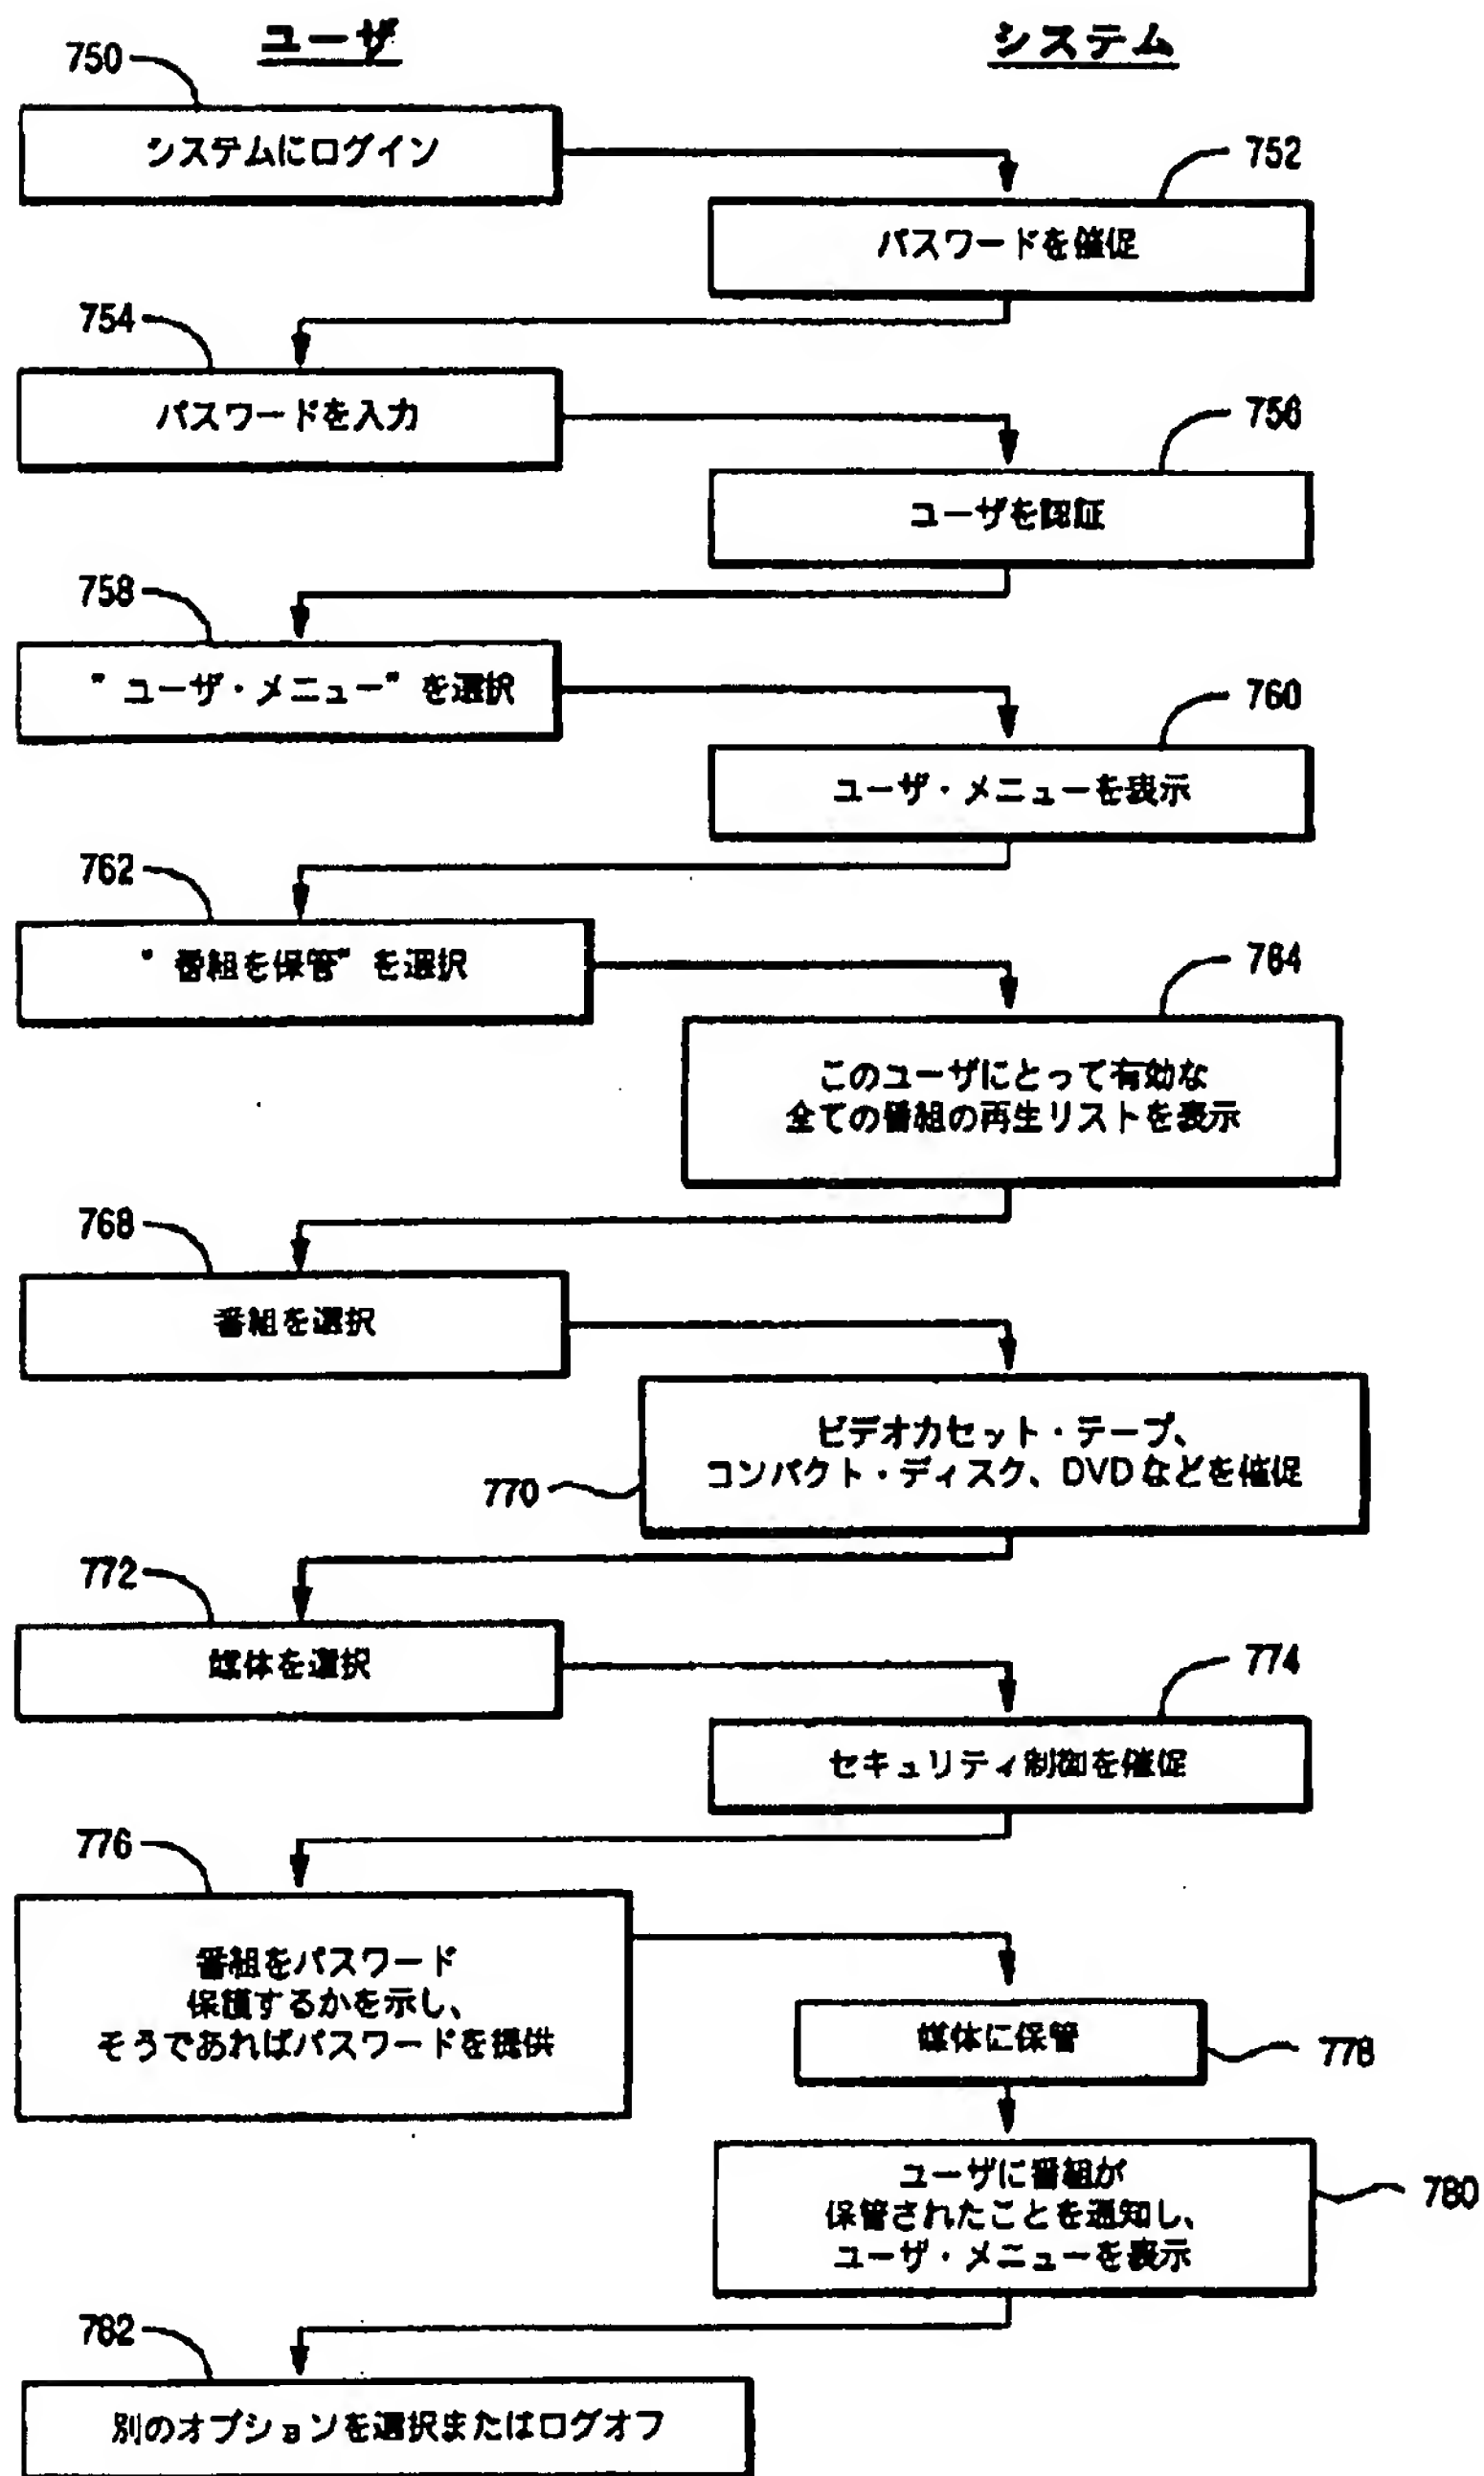 ユーザ
システム
750
システムにログイン
752
パスワードを催促
754
パスワードを入力
756
ユーザを認証
758
"ユーザ・メニュー"を選択
760
ユーザ・メニューを表示
762
"番組を保管"を選択
764
このユーザにとって有効な
全ての番組の再生リストを表示
768
番組を選択
ビデオカセット・テープ、
コンパクト・ディスク、DVDなどを催促
770
772
媒体を選択
774
セキュリティ制御を催促
776
番組をパスワード
保護するかを示し、
そうであればパスワードを提供
媒体に保管
778
ユーザに番組が
保管されたことを通知し、
ユーザ・メニューを表示
780
782
別のオプションを選択またはログオフ